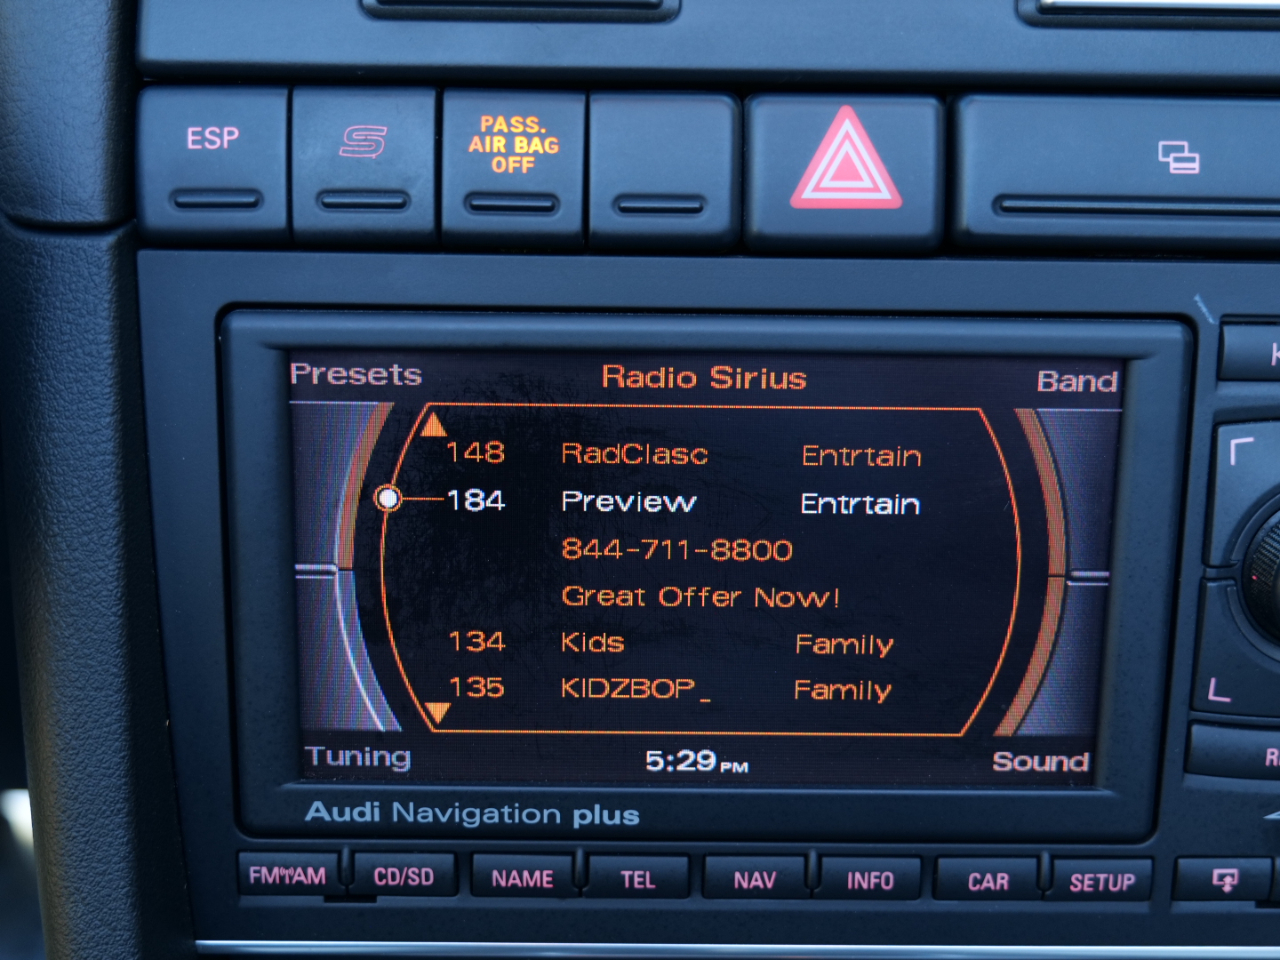 ESP
S
PASS.
AIR BAG
OFF
Presets Radio Sirius Band
148 RadClasc Entrtain
184 Preview Entrtain
844-711-8800
Great Offer Now!
134 Kids Family
135 KIDZBOP_ Family
Tuning 5:29 PM Sound
Audi Navigation plus
FM AM CD/SD NAME TEL NAV INFO CAR SETUP